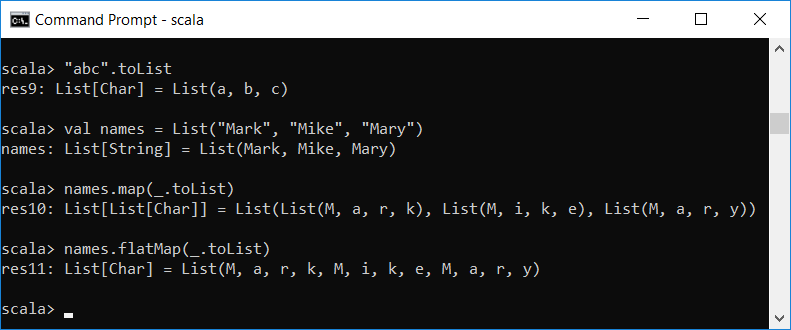 Command Prompt - scala
scala> "abc".toList
res9: List[Char] = List(a, b, c)
scala> val names = List("Mark", "Mike", "Mary")
names: List[String] = List(Mark, Mike, Mary)
scala> names.map(_.toList)
res10: List[List[Char]] = List(List(M, a, r, k), List(M, i, k, e), List(M, a, r, y))
scala> names.flatMap(_.toList)
res11: List[Char] = List(M, a, r, k, M, i, k, e, M, a, r, y)
scala>